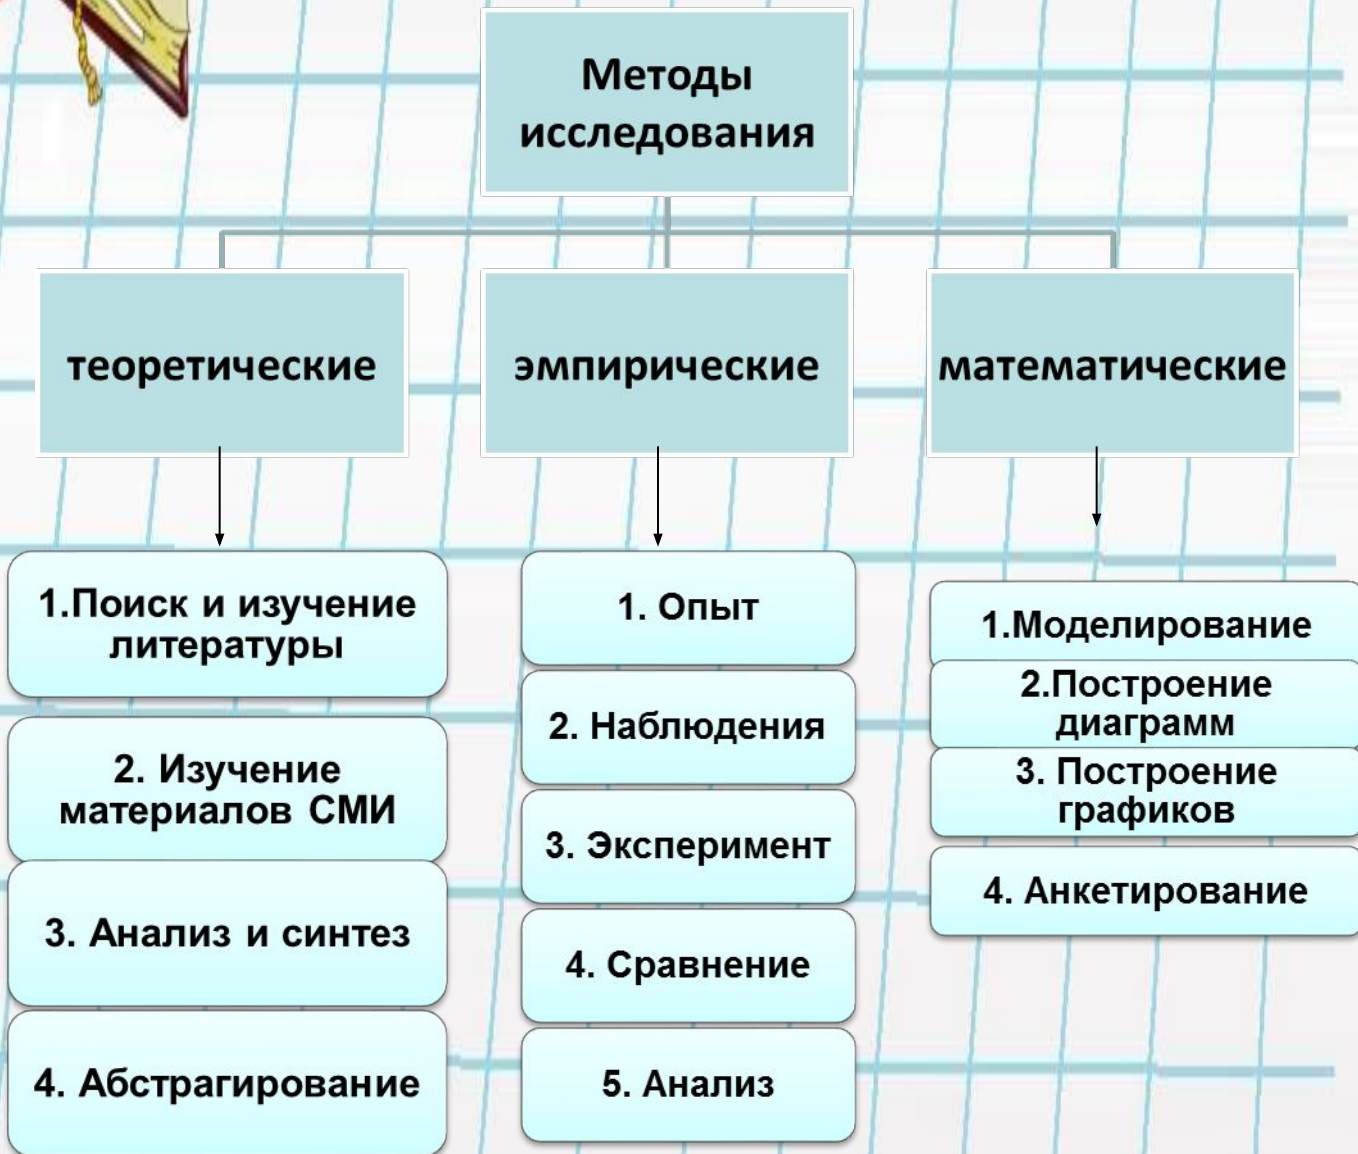 Методы
исследования
теоретические
эмпирические
математические
1.Поиск и изучение
литературы
2. Изучение
материалов СМИ
3. Анализ и синтез
4. Абстрагирование
1. Опыт
2. Наблюдения
3. Эксперимент
4. Сравнение
5. Анализ
1.Моделирование
2.Построение
диаграмм
3. Построение
графиков
4. Анкетирование